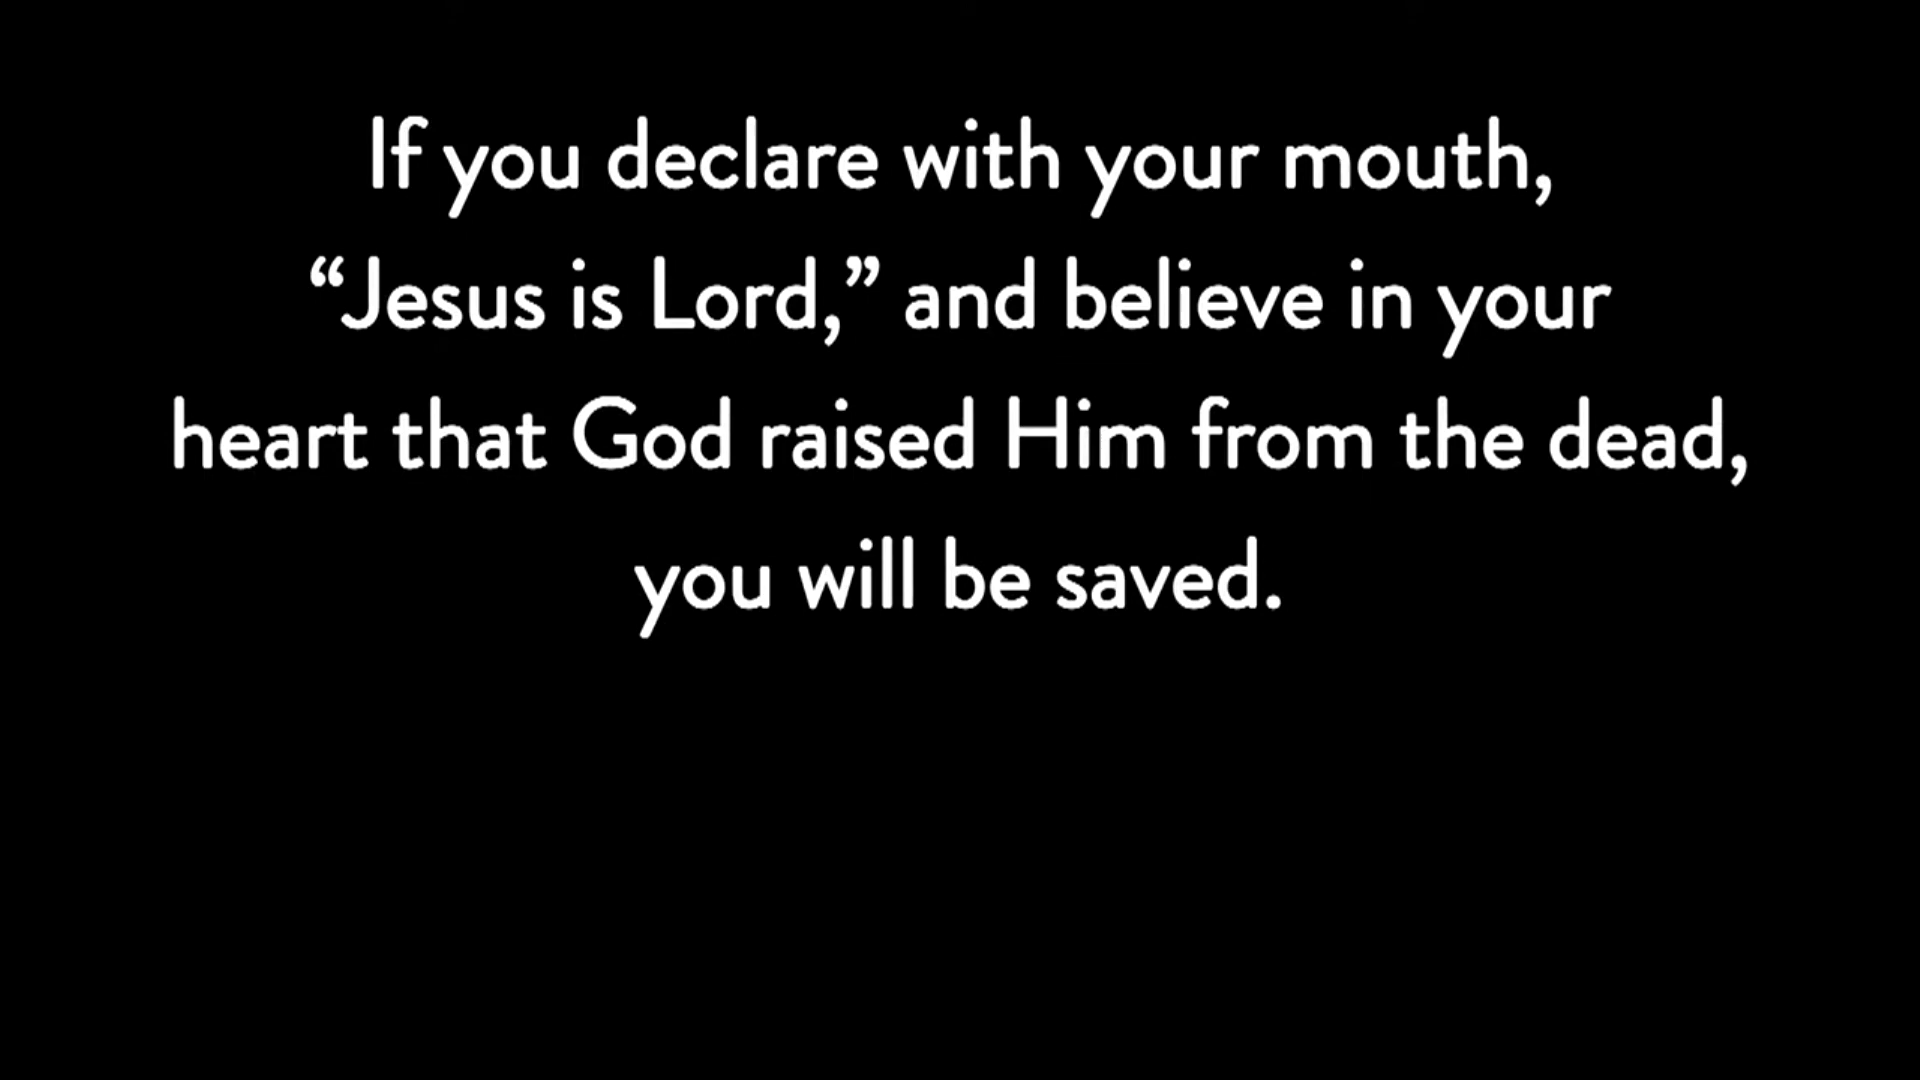 If you declare with your mouth,
“Jesus is Lord,” and believe in your
heart that God raised Him from the dead,
you will be saved.